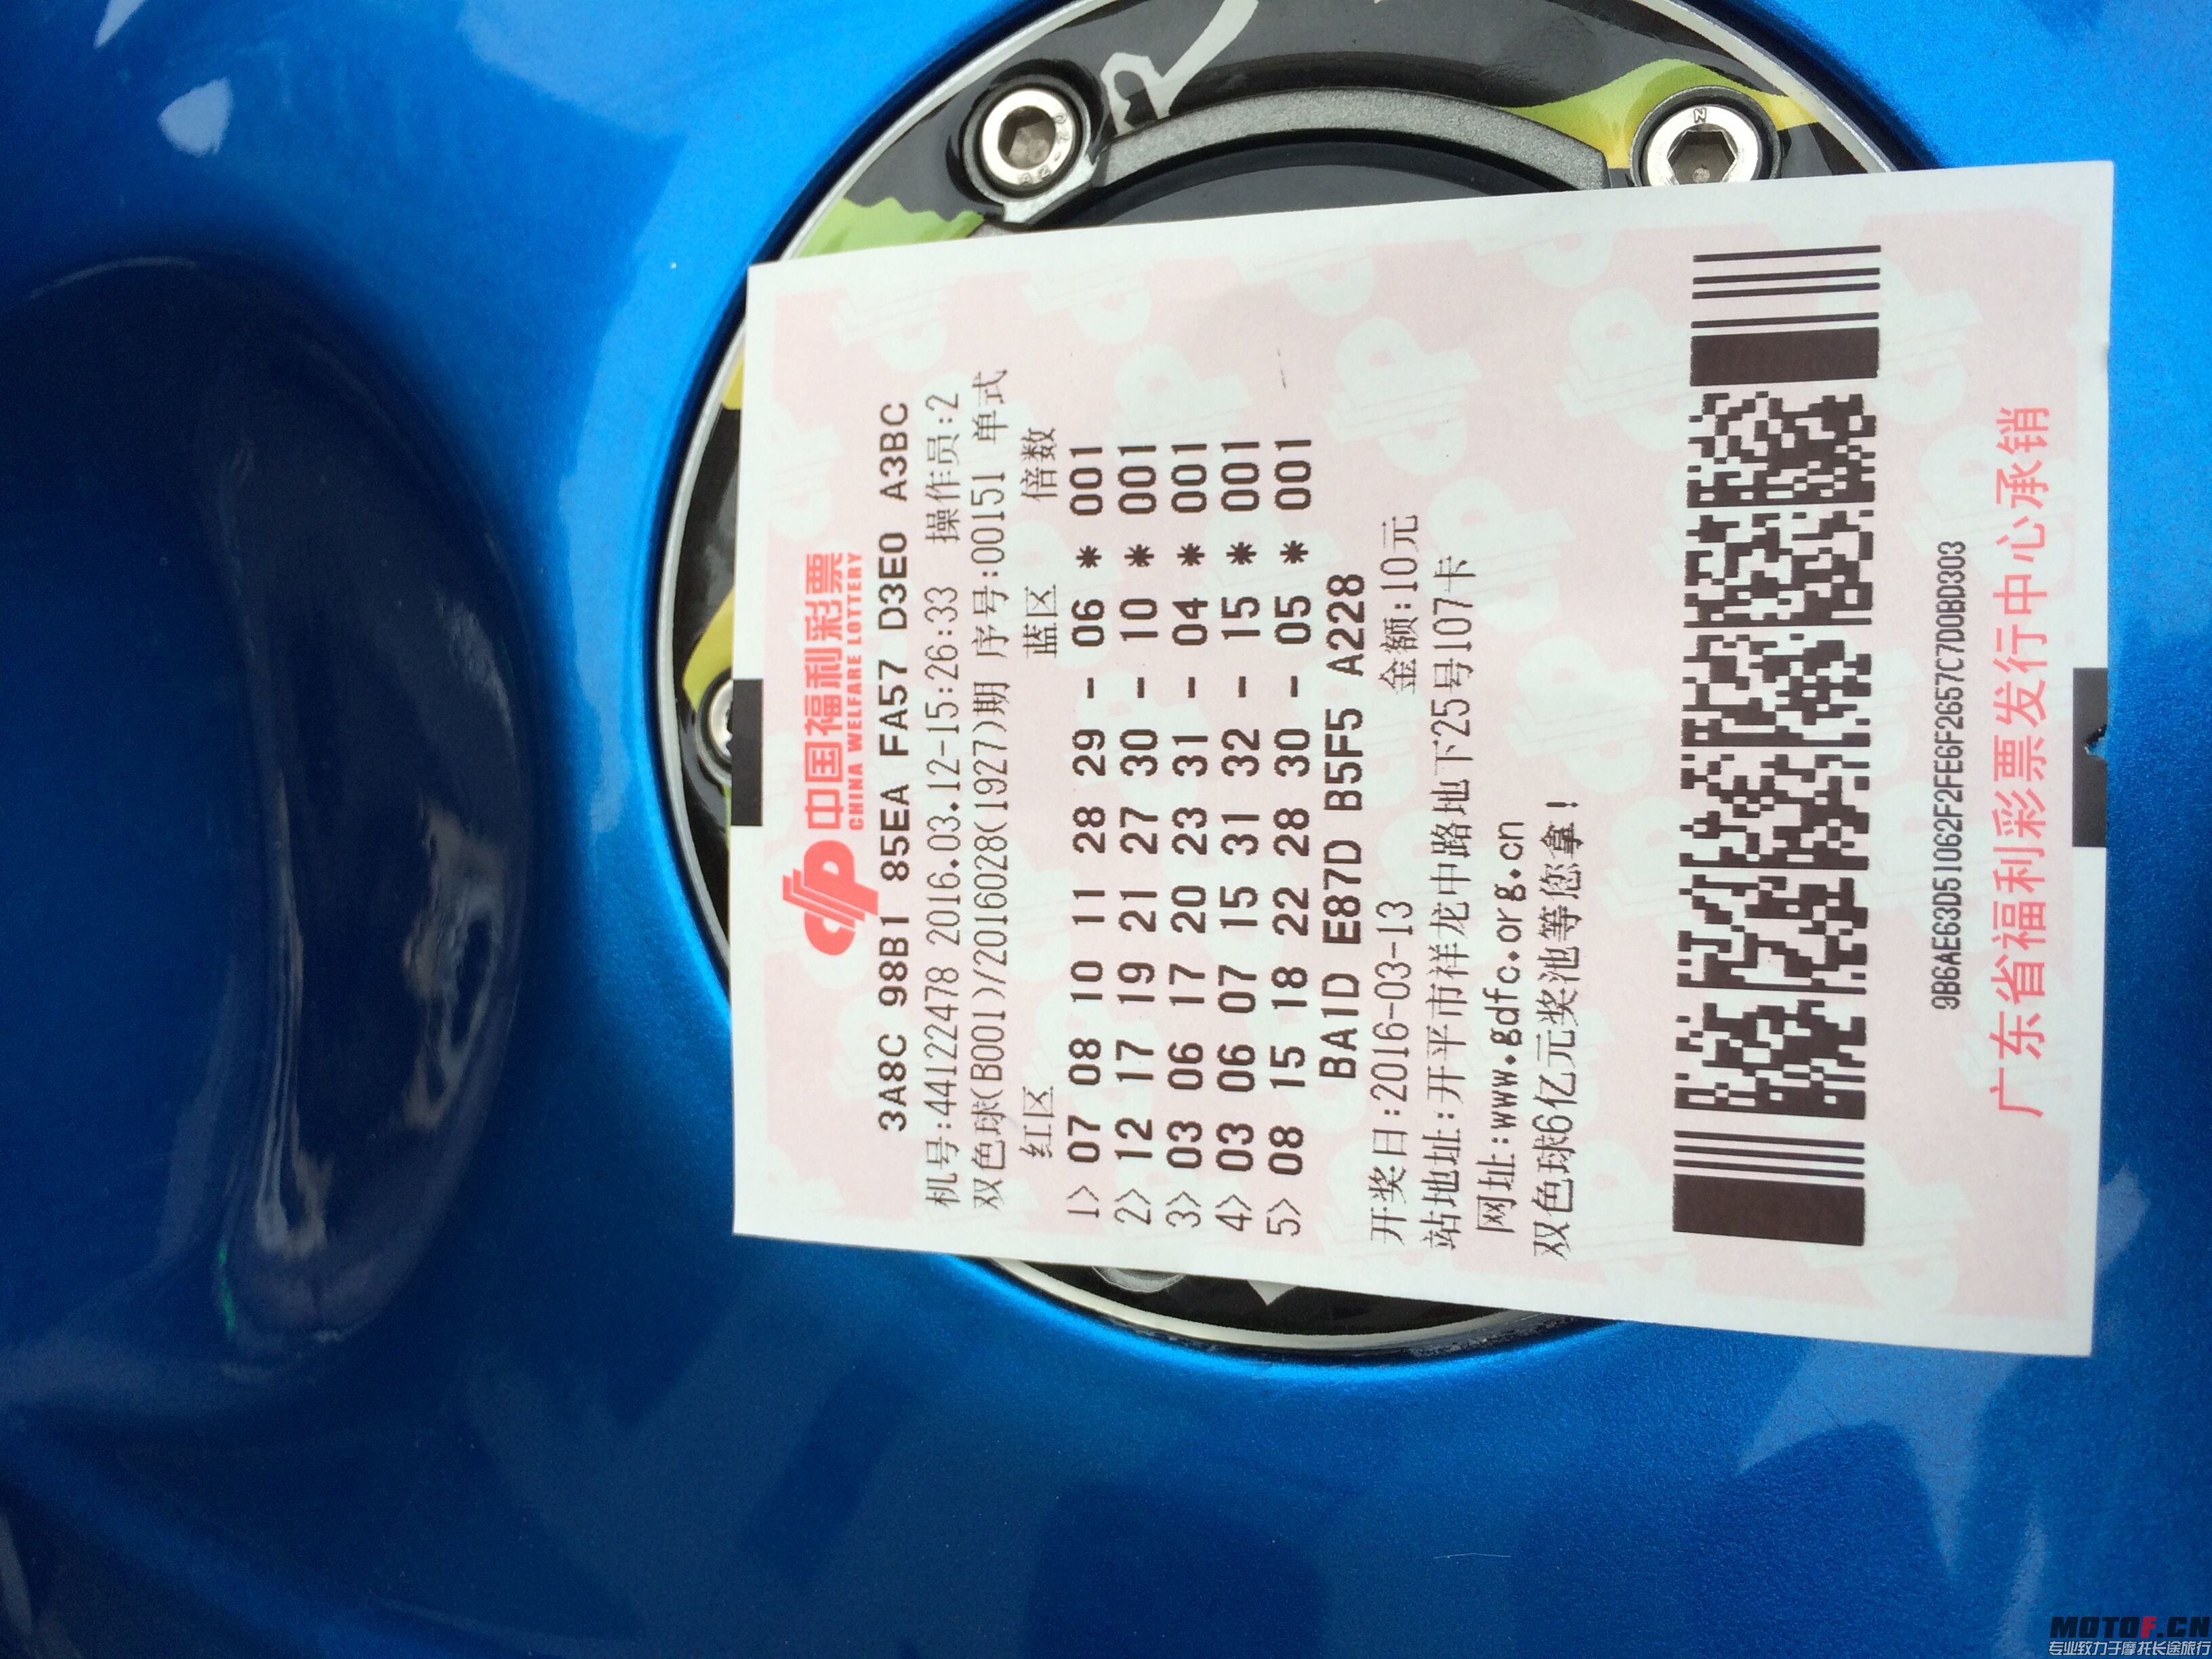 中国福利彩票
CHINA WELFARE LOTTERY
3A8C 98B1 85EA FA57 D3E0 A3BC
机号:44122478 2016.03.12-15:26:33 操作员:2
双色球(B001)/2016028(1927)期 序号:00151 单式
红区 蓝区 倍数
1> 07 08 10 11 28 29 - 06 * 001
2> 12 17 19 21 27 30 - 10 * 001
3> 03 06 17 20 23 31 - 04 * 001
4> 03 06 07 15 31 32 - 15 * 001
5> 08 15 18 22 28 30 - 05 * 001
BA1D E87D B5F5 A228
开奖日:2016-03-13 金额:10元
站地址:开平市祥龙中路地下25号107卡
网址:www.gdfc.org.cn
双色球6亿元奖池等您拿!
9B6AE63D51062F2FE6F2657C7D0BD303
广东省福利彩票发行中心承销
MOTOF.CN
专业致力于摩托长途旅行